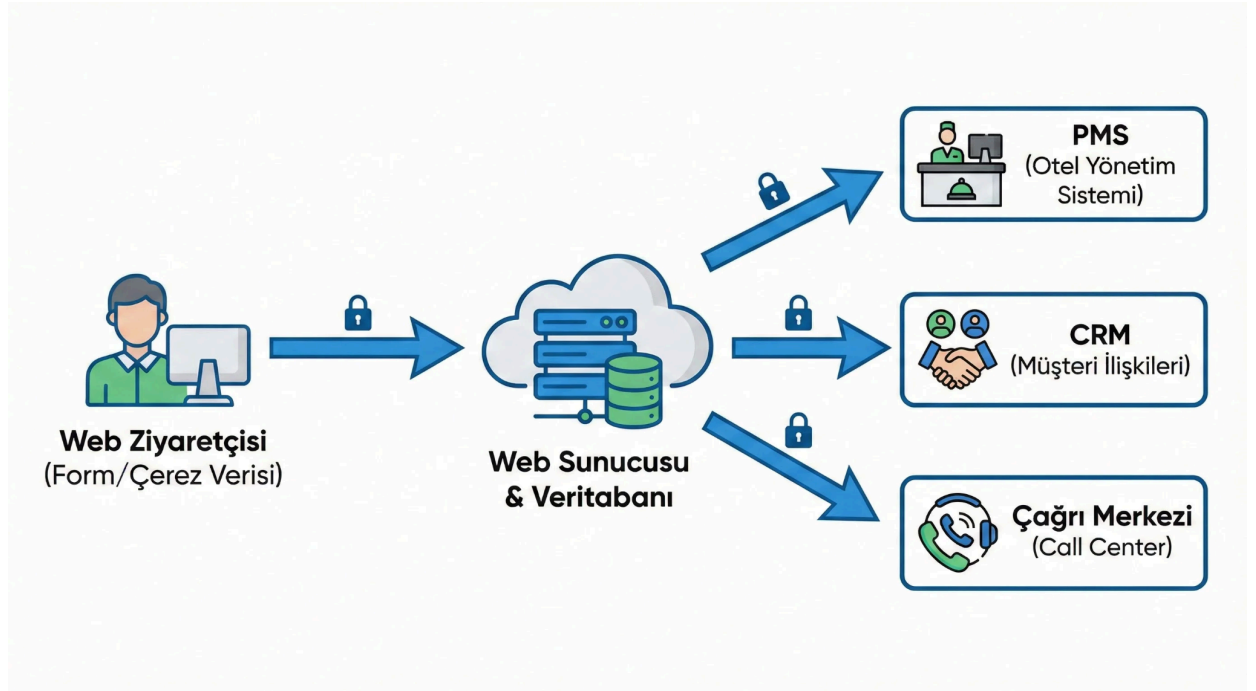 Web Ziyaretçisi
(Form/Çerez Verisi)
Web Sunucusu
& Veritabanı
PMS
(Otel Yönetim
Sistemi)
CRM
(Müşteri İlişkileri)
Çağrı Merkezi
(Call Center)